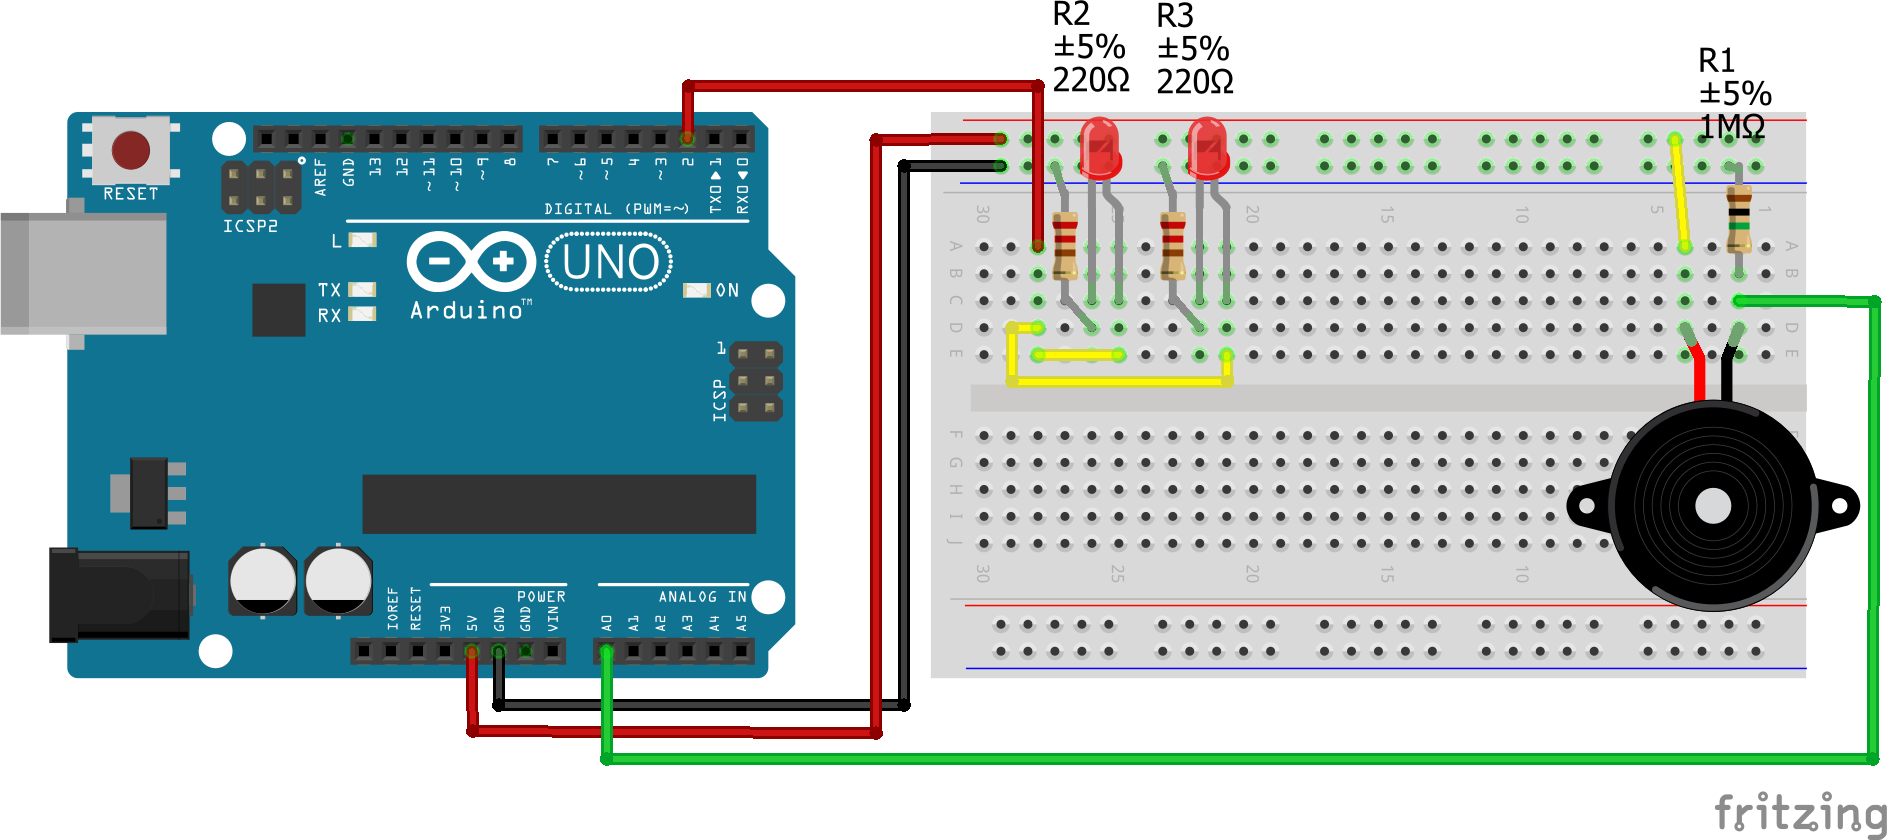 R2
±5%
220Ω
R3
±5%
220Ω
R1
±5%
1MΩ
RESET
ICSP2
AREF
GND
13
12
~11
~10
~9
8
7
~6
~5
4
~3
2
TX0▶1
RX0◀0
DIGITAL (PWM=~)
L
TX
RX
UNO
Arduino™
ON
1
ICSP
IOREF
RESET
3V3
5V
GND
GND
VIN
POWER
ANALOG IN
A0
A1
A2
A3
A4
A5
30
20
15
10
5
1
A
B
C
D
E
A
B
D
E
F
G
H
I
J
30
25
20
15
10
fritzing